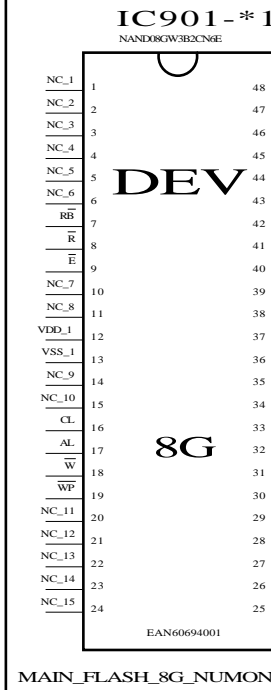 IC901-*1
NAND08GW3B2CN6E
NC_1 1 48
NC_2 2 47
NC_3 3 46
NC_4 4 45
NC_5 5 44
NC_6 6 43
RB 7 42
R 8 41
E 9 40
NC_7 10 39
NC_8 11 38
VDD_1 12 37
VSS_1 13 36
NC_9 14 35
NC_10 15 34
CL 16 33
AL 17 32
W 18 31
WP 19 30
NC_11 20 29
NC_12 21 28
NC_13 22 27
NC_14 23 26
NC_15 24 25
DEV
8G
EAN60694001
MAIN_FLASH_8G_NUMON